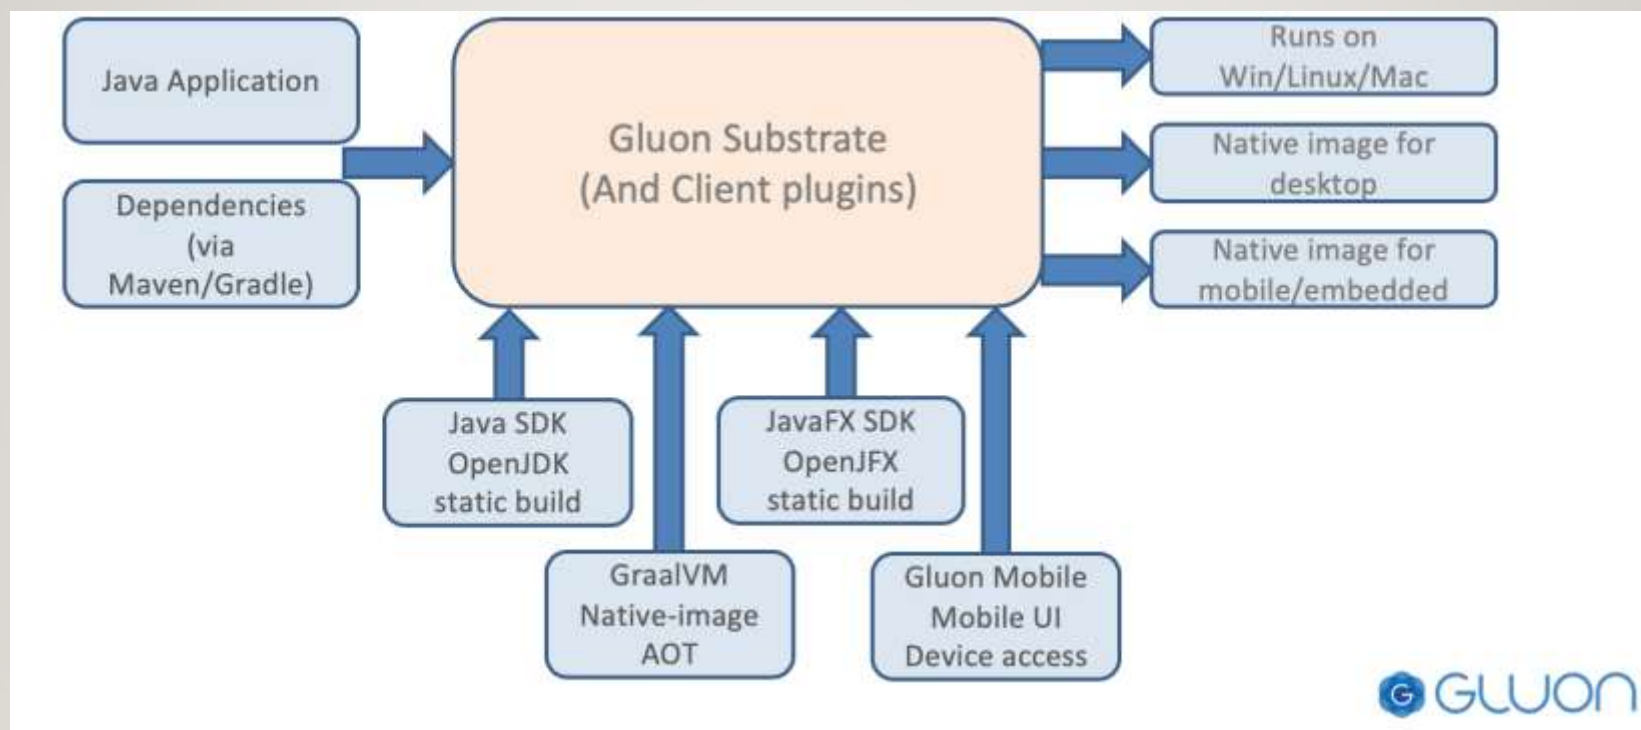 Java Application
Dependencies
(via
Maven/Gradle)
Gluon Substrate
(And Client plugins)
Runs on
Win/Linux/Mac
Native image for
desktop
Native image for
mobile/embedded
Java SDK
OpenJDK
static build
JavaFX SDK
OpenJFX
static build
GraalVM
Native-image
AOT
Gluon Mobile
Mobile UI
Device access
G GLUON